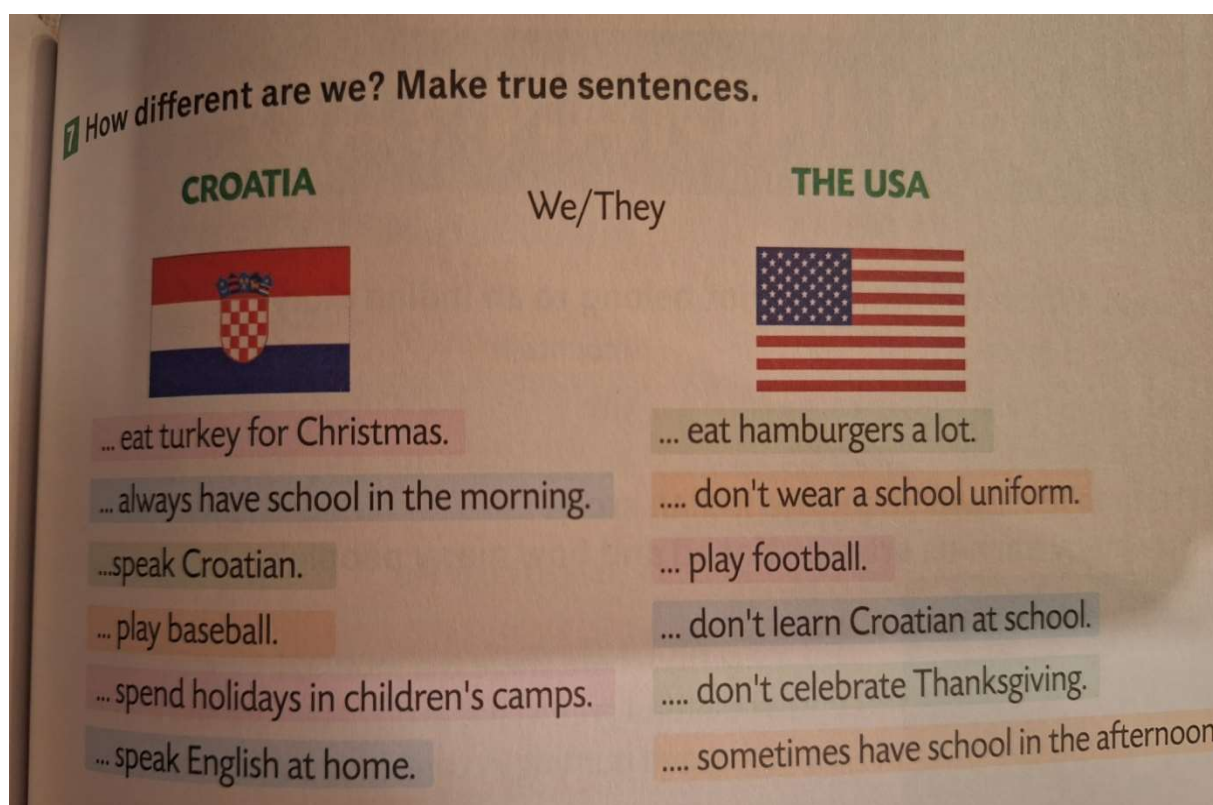 7 How different are we? Make true sentences.
CROATIA
We/They
THE USA
... eat turkey for Christmas.
... always have school in the morning.
...speak Croatian.
... play baseball.
... spend holidays in children's camps.
... speak English at home.
... eat hamburgers a lot.
.... don't wear a school uniform.
... play football.
... don't learn Croatian at school.
.... don't celebrate Thanksgiving.
.... sometimes have school in the afternoon